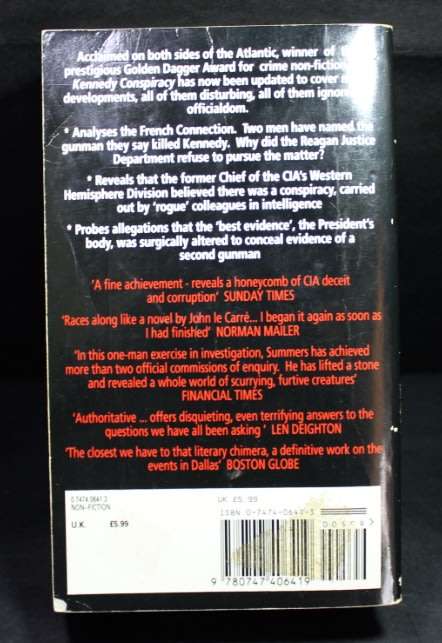 Acclaimed on both sides of the Atlantic, winner of
prestigious Golden Dagger Award for crime non-fiction
Kennedy Conspiracy has now been updated to cover
developments, all of them disturbing, all of them
officialdom.
* Analyses the French Connection. Two men have named the
gunman they say killed Kennedy. Why did the Reagan Justice
Department refuse to pursue the matter?
* Reveals that the former Chief of the CIA's Western
Hemisphere Division believed there was a conspiracy, carried
out by 'rogue' colleagues in intelligence
* Probes allegations that the 'best evidence', the President's
body, was surgically altered to conceal evidence of a
second gunman
'A fine achievement - reveals a honeycomb of CIA deceit
and corruption' SUNDAY TIMES
'Races along like a novel by John le Carrè... I began it again as soon as
I had finished' NORMAN MAILER
'In this one-man exercise in investigation, Summers has achieved
more than two official commissions of enquiry. He has lifted a stone
and revealed a whole world of scurrying, furtive creatures'
FINANCIAL TIMES
'Authoritative ... offers disquieting, even terrifying answers to the
questions we have all been asking ' LEN DEIGHTON
'The closest we have to that literary chimera, a definitive work on the
events in Dallas' BOSTON GLOBE
0 7474 0641 3
NON-FICTION
U.K. £5.99
UK £5.99
ISBN 0-7474-0641-3
9 780747 406419